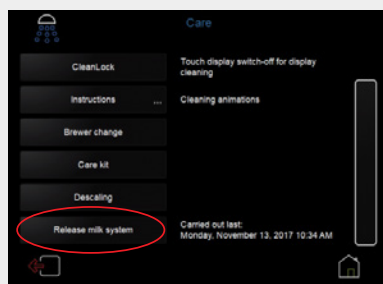 Care
CleanLock
Touch display switch-off for display
cleaning
Instructions ...
Cleaning animations
Brewer change
Care kit
Descaling
Release milk system
Carried out last:
Monday, November 13, 2017 10:34 AM